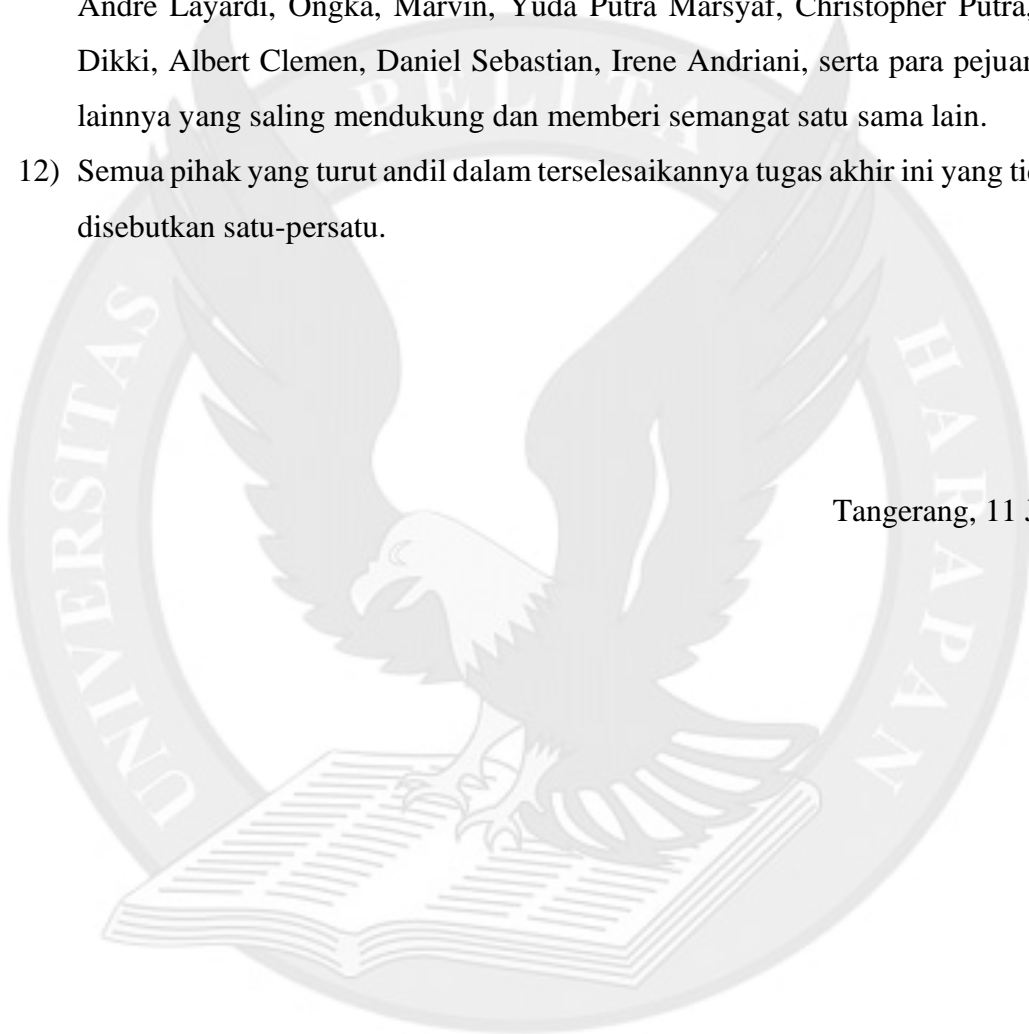 Andre Layardi, Ongka, Marvin, Yuda Putra Marsyaf, Christopher Putra,
Dikki, Albert Clemen, Daniel Sebastian, Irene Andriani, serta para
lainnya yang saling mendukung dan memberi semangat satu sama lain.
12) Semua pihak yang turut andil dalam terselesaikannya tugas akhir ini yang
disebutkan satu-persatu.
Tangerang, 11
UNIVERSITAS PELITA HARAPAN